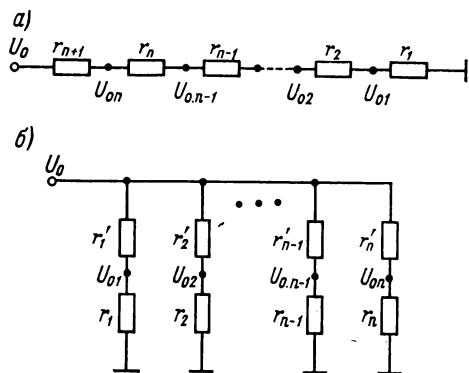 а)
U₀ rₙ₊₁ rₙ rₙ₋₁ r₂ r₁
U₀ₙ U₀.ₙ₋₁ U₀₂ U₀₁
б)
U₀
r₁′ r₂′ r′ₙ₋₁ rₙ′
U₀₁ U₀₂ U₀.ₙ₋₁ U₀ₙ
r₁ r₂ rₙ₋₁ rₙ